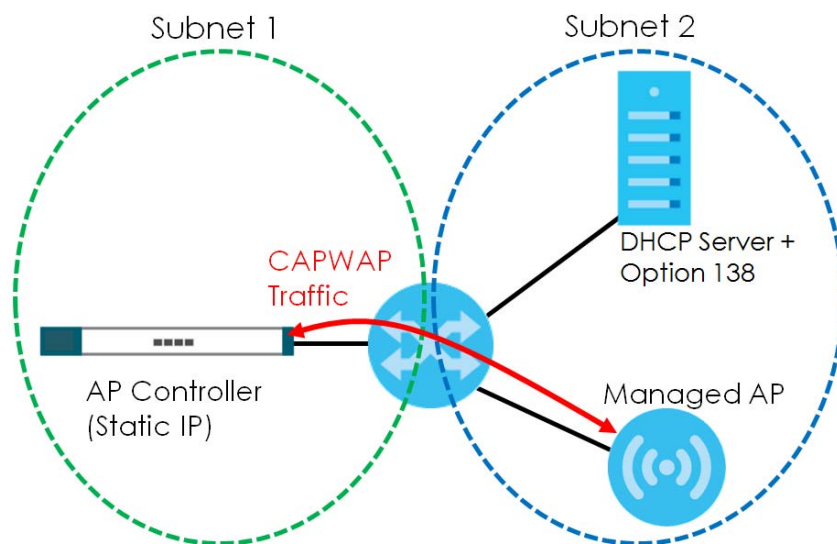 Subnet 1
Subnet 2
DHCP Server +
Option 138
CAPWAP
Traffic
AP Controller
(Static IP)
Managed AP